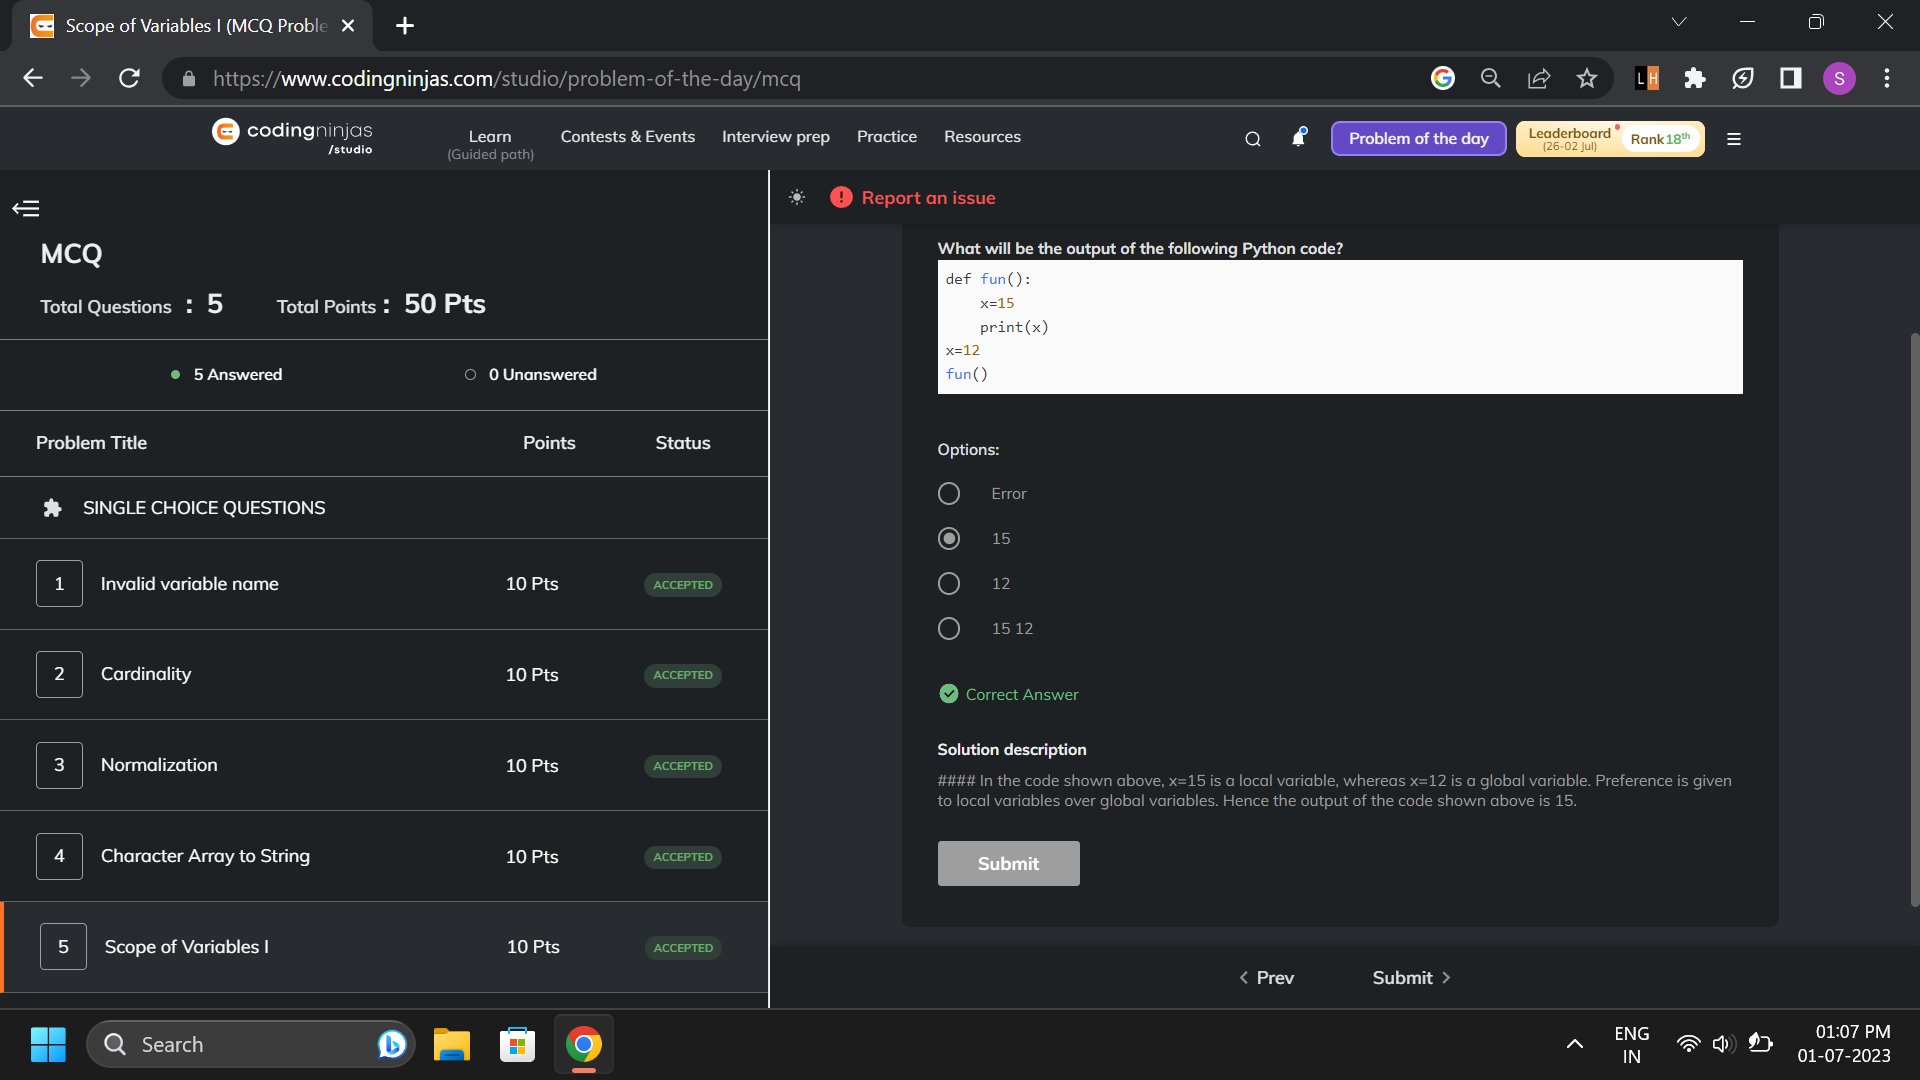 Scope of Variables I (MCQ Proble
https://www.codingninjas.com/studio/problem-of-the-day/mcq
LH
S
codingninjas
/studio
Learn
(Guided path)
Contests & Events
Interview prep
Practice
Resources
Problem of the day
Leaderboard
(26-02 Jul)
Rank 18th
MCQ
Total Questions : 5
Total Points : 50 Pts
5 Answered
0 Unanswered
Problem Title Points Status
SINGLE CHOICE QUESTIONS
1 Invalid variable name 10 Pts ACCEPTED
2 Cardinality 10 Pts ACCEPTED
3 Normalization 10 Pts ACCEPTED
4 Character Array to String 10 Pts ACCEPTED
5 Scope of Variables I 10 Pts ACCEPTED
Report an issue
What will be the output of the following Python code?
def fun():
    x=15
    print(x)
x=12
fun()
Options:
Error
15
12
15 12
Correct Answer
Solution description
#### In the code shown above, x=15 is a local variable, whereas x=12 is a global variable. Preference is given
to local variables over global variables. Hence the output of the code shown above is 15.
Submit
Prev
Submit
Search
ENG
IN
01:07 PM
01-07-2023